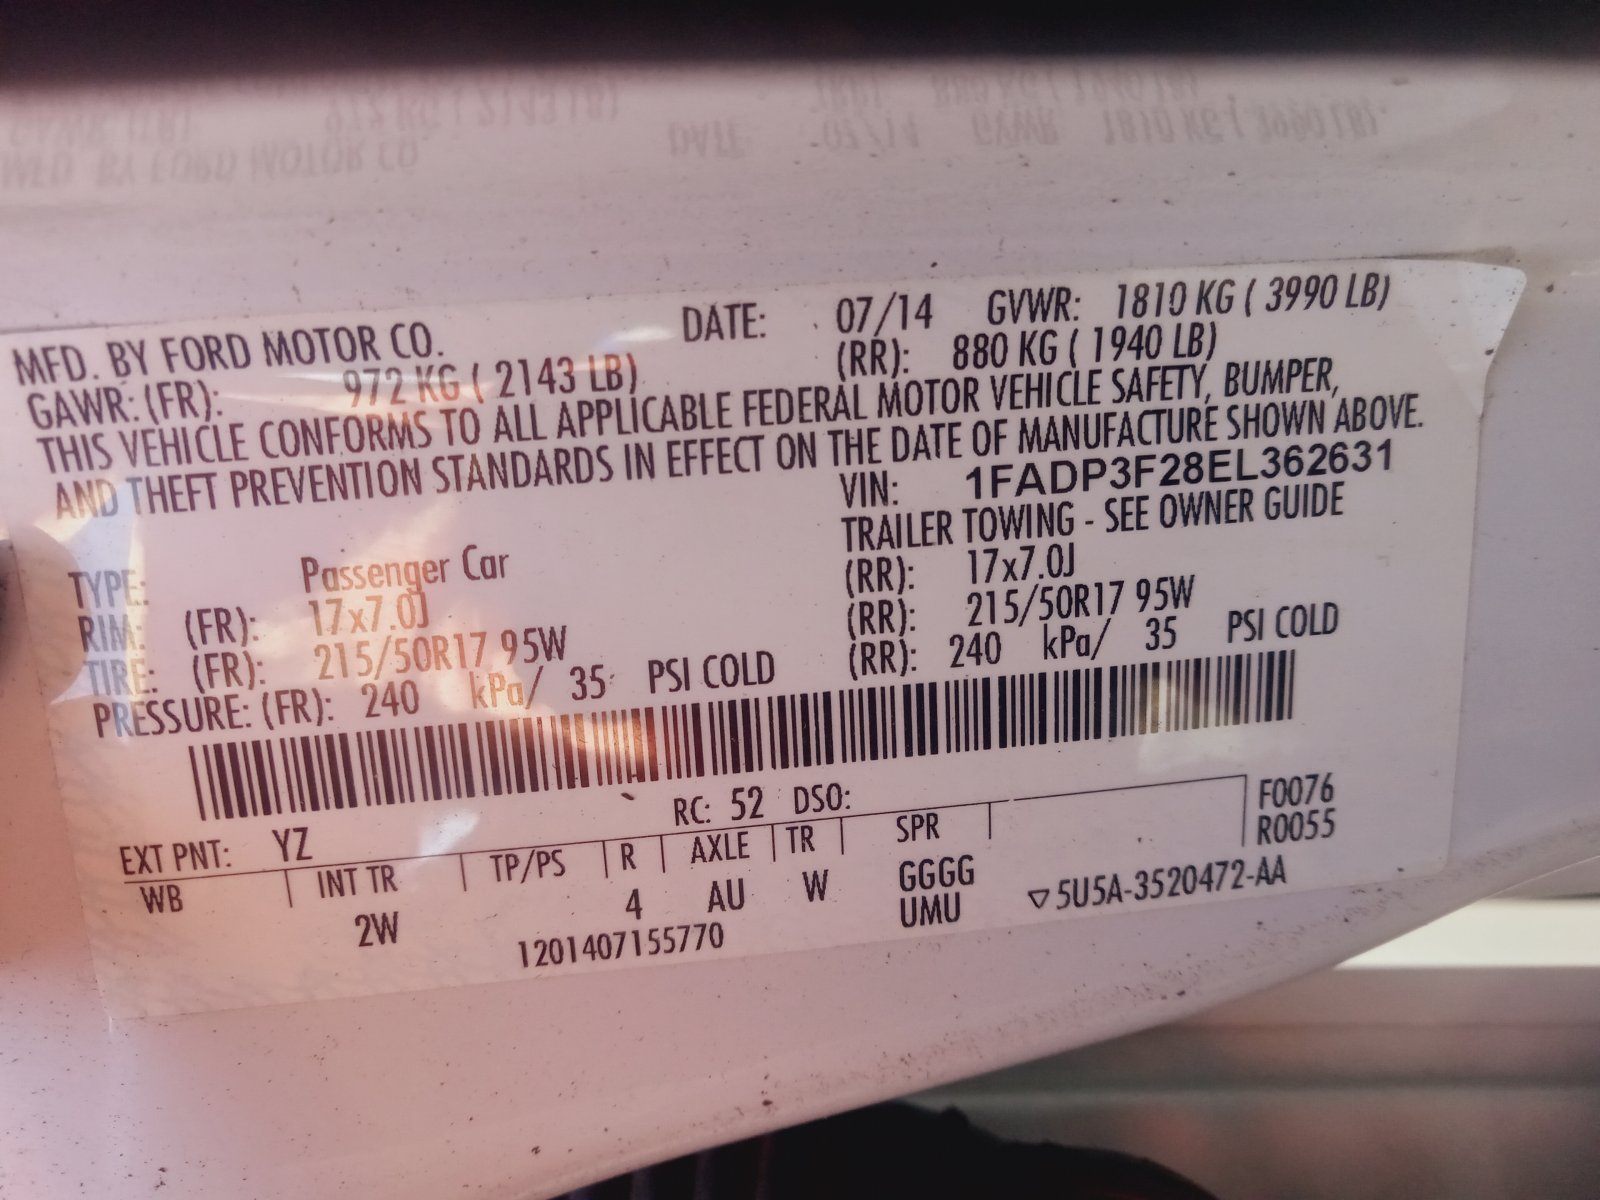 MFD. BY FORD MOTOR CO. DATE: 07/14 GVWR: 1810 KG ( 3990 LB)
GAWR: (FR): 972 KG ( 2143 LB) (RR): 880 KG ( 1940 LB)
THIS VEHICLE CONFORMS TO ALL APPLICABLE FEDERAL MOTOR VEHICLE SAFETY, BUMPER,
AND THEFT PREVENTION STANDARDS IN EFFECT ON THE DATE OF MANUFACTURE SHOWN ABOVE.
VIN: 1FADP3F28EL362631
TRAILER TOWING - SEE OWNER GUIDE
TYPE: Passenger Car
RIM: (FR): 17x7.0J (RR): 17x7.0J
TIRE: (FR): 215/50R17 95W (RR): 215/50R17 95W
PRESSURE: (FR): 240 kPa/ 35 PSI COLD (RR): 240 kPa/ 35 PSI COLD
RC: 52 DSO: F0076
EXT PNT: YZ R0055
WB INT TR TP/PS R AXLE TR SPR
2W 4 AU W GGGG
UMU ▽5U5A-3520472-AA
1201407155770